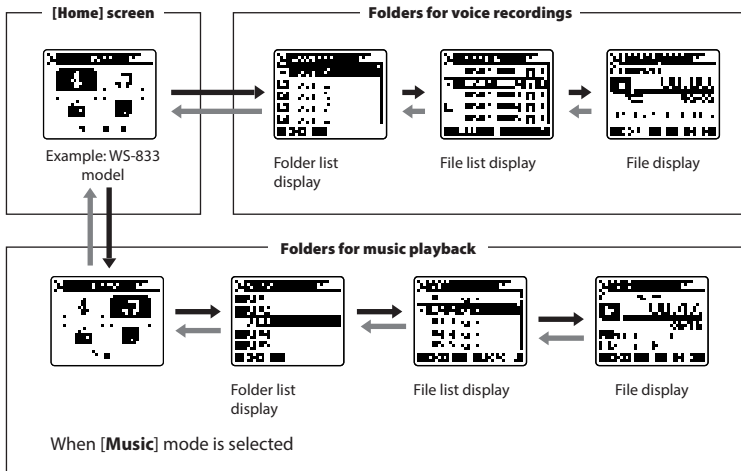 [Home] screen
Folders for voice recordings
Example: WS-833
model
Folder list
display
File list display
File display
Folders for music playback
Folder list
display
File list display
File display
When [Music] mode is selected